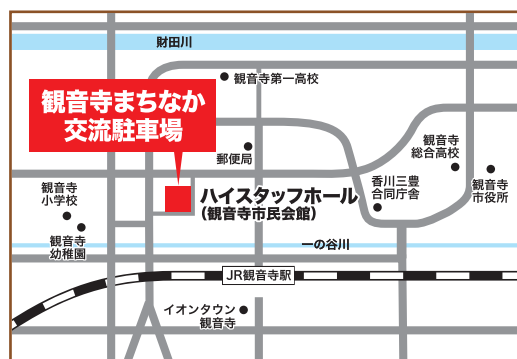 財田川
観音寺第一高校
観音寺まちなか
交流駐車場
郵便局
観音寺
総合高校
香川三豊
合同庁舎
観音寺
市役所
観音寺
小学校
ハイスタッフホール
(観音寺市民会館)
観音寺
幼稚園
一の谷川
JR観音寺駅
イオンタウン
観音寺